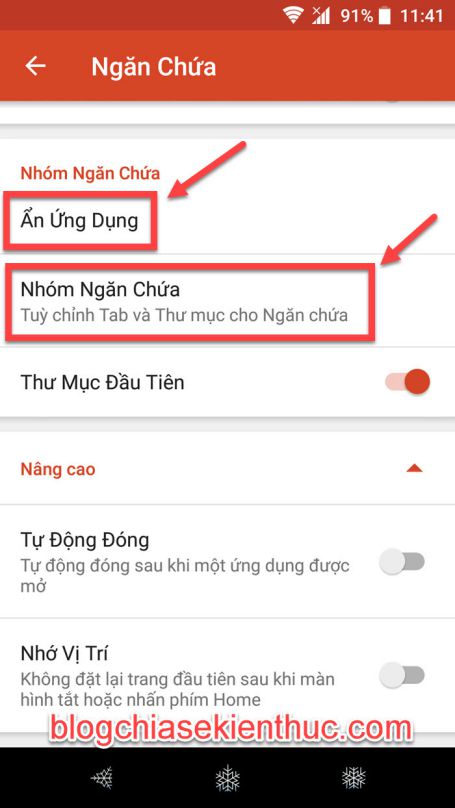 91% 11:41
Ngăn Chứa
Nhóm Ngăn Chứa
Ẩn Ứng Dụng
Nhóm Ngăn Chứa
Tuỳ chỉnh Tab và Thư mục cho Ngăn chứa
Thư Mục Đầu Tiên
Nâng cao
Tự Động Đóng
Tự động đóng sau khi một ứng dụng được
mở
Nhớ Vị Trí
Không đặt lại trang đầu tiên sau khi màn
hình tắt hoặc nhấn phím Home
blogchiasekienthuc.com